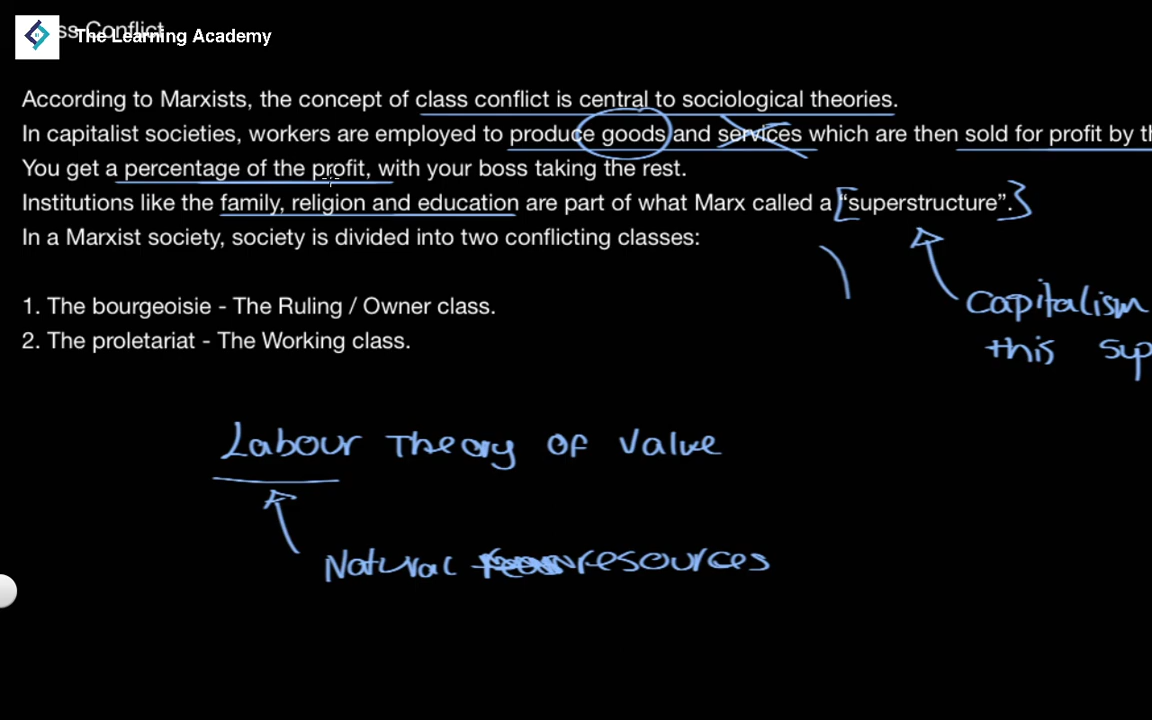 ss Conflict
The Learning Academy
According to Marxists, the concept of class conflict is central to sociological theories.
In capitalist societies, workers are employed to produce goods and services which are then sold for profit by th
You get a percentage of the profit, with your boss taking the rest.
Institutions like the family, religion and education are part of what Marx called a “superstructure”.
In a Marxist society, society is divided into two conflicting classes:
1. The bourgeoisie - The Ruling / Owner class.
Capitalism
2. The proletariat - The Working class.
this sup
Labour Theory Of Value
Natural resources